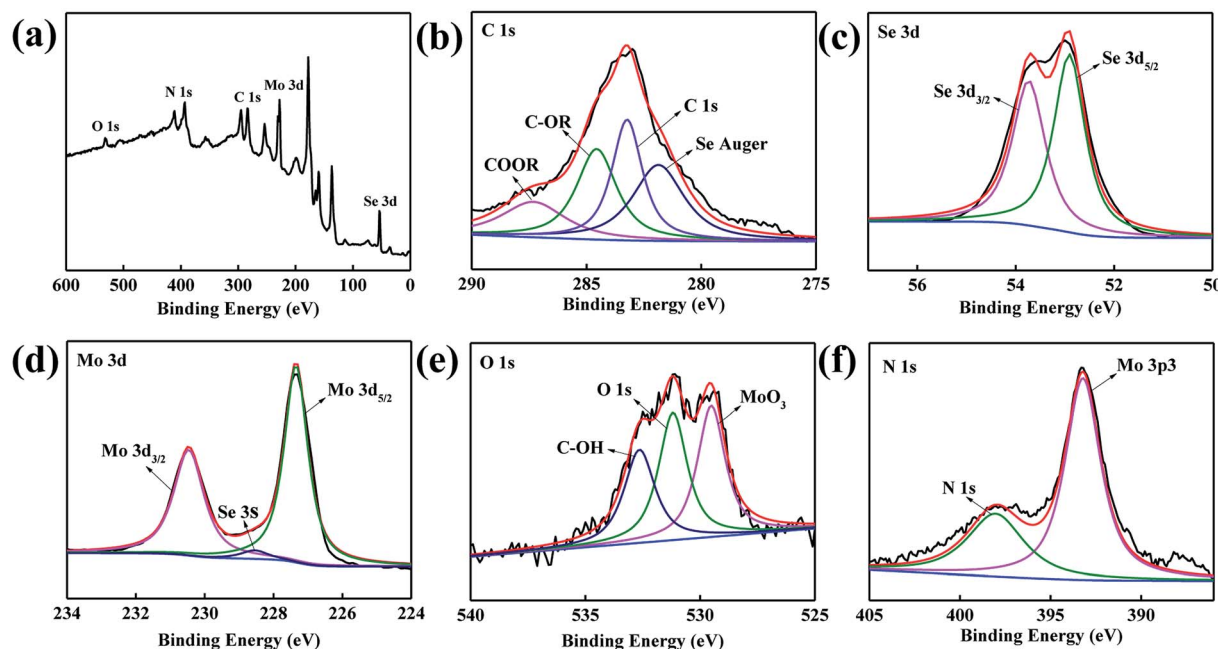 (a)
O 1s
N 1s
C 1s
Mo 3d
Se 3d
600 500 400 300 200 100 0
Binding Energy (eV)
(b)
C 1s
COOR
C-OR
C 1s
Se Auger
290 285 280 275
Binding Energy (eV)
(c)
Se 3d
Se 3d3/2
Se 3d5/2
56 54 52 50
Binding Energy (eV)
(d)
Mo 3d
Mo 3d3/2
Se 3s
Mo 3d5/2
234 232 230 228 226 224
Binding Energy (eV)
(e)
O 1s
C-OH
O 1s
MoO3
540 535 530 525
Binding Energy (eV)
(f)
N 1s
N 1s
Mo 3p3
405 400 395 390
Binding Energy (eV)